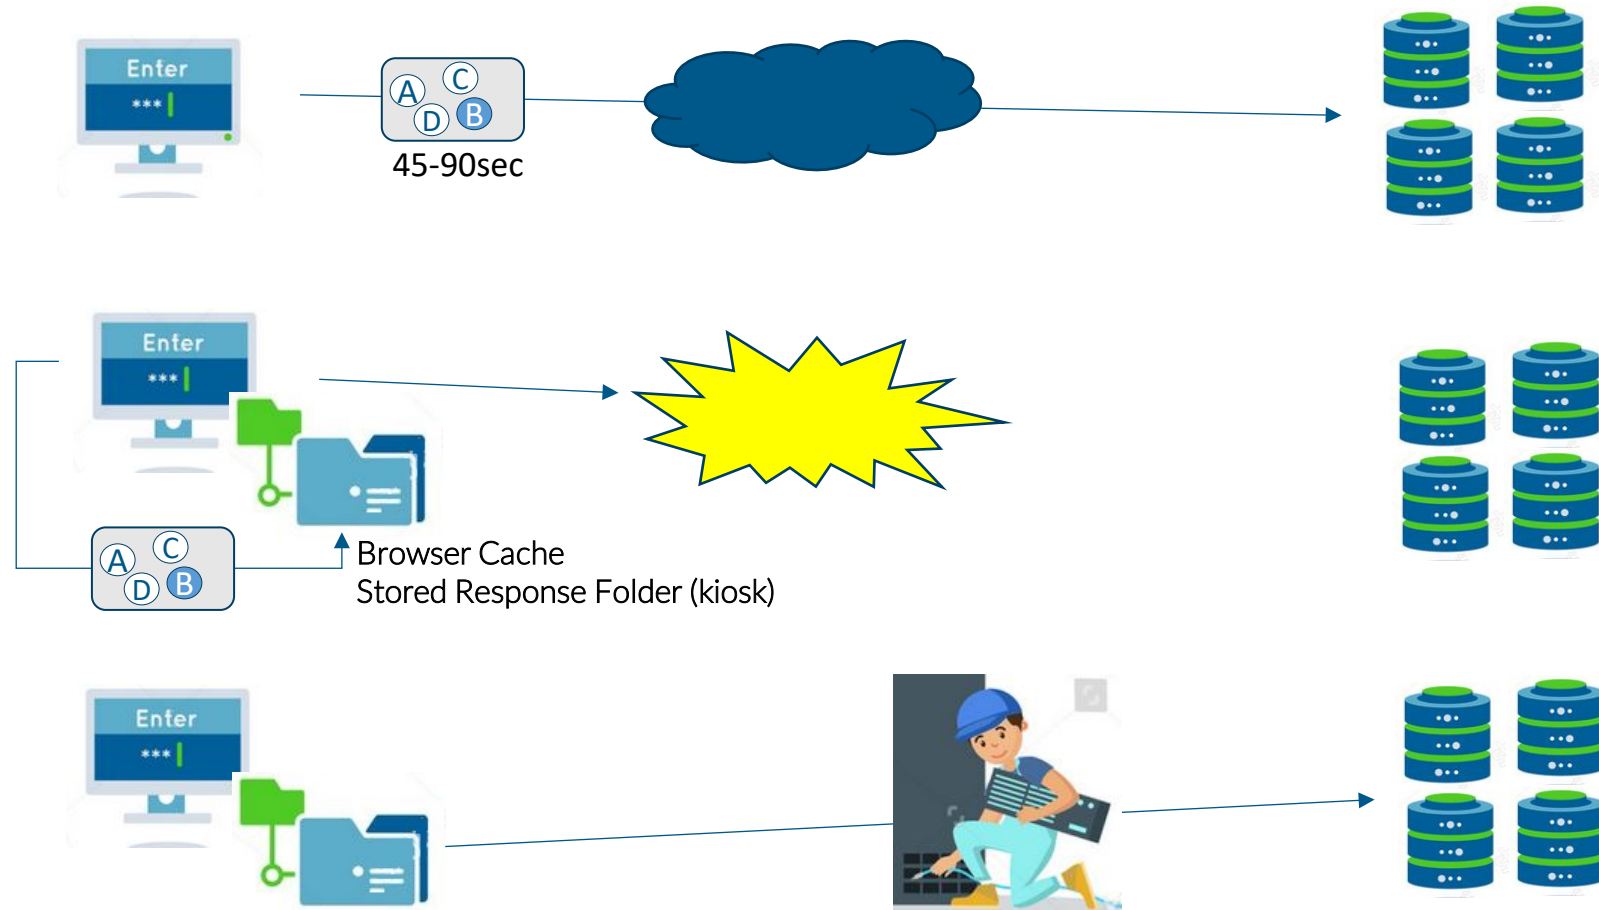 Enter
***
A
C
D
B
45-90sec
Enter
***
A
C
D
B
Browser Cache
Stored Response Folder (kiosk)
Enter
***